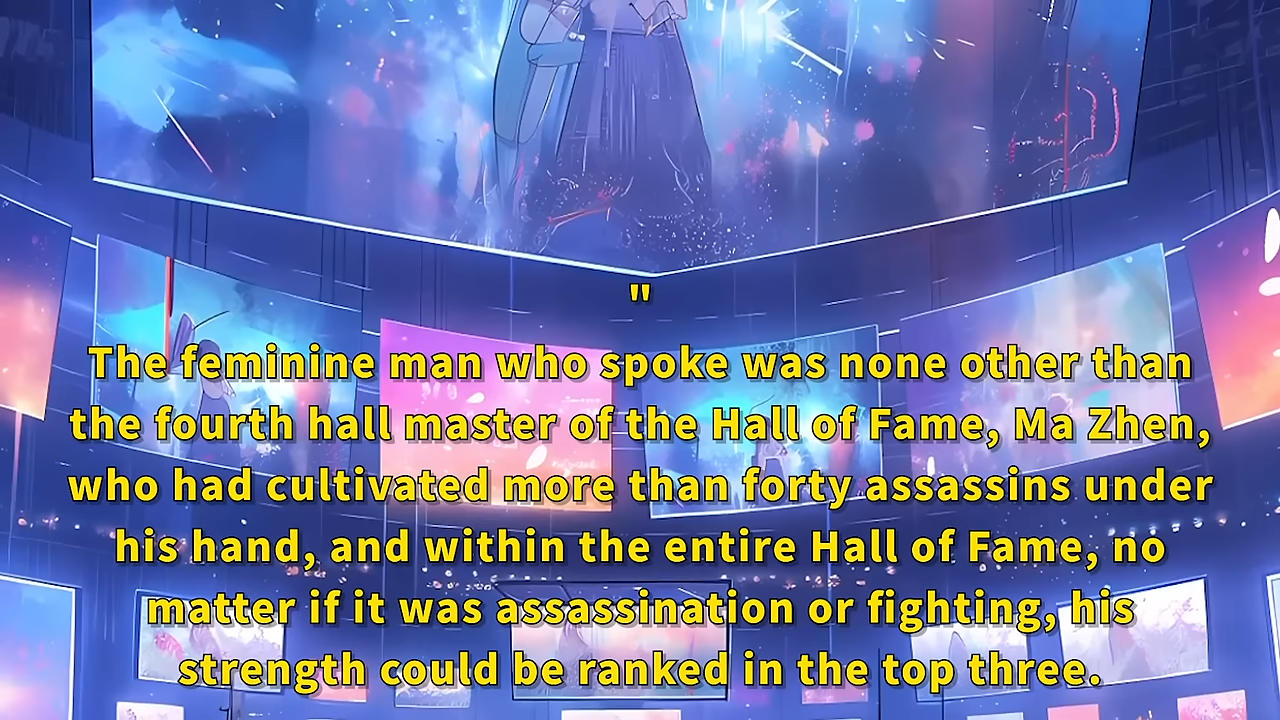 "
The feminine man who spoke was none other than
the fourth hall master of the Hall of Fame, Ma Zhen,
who had cultivated more than forty assassins under
his hand, and within the entire Hall of Fame, no
matter if it was assassination or fighting, his
strength could be ranked in the top three.